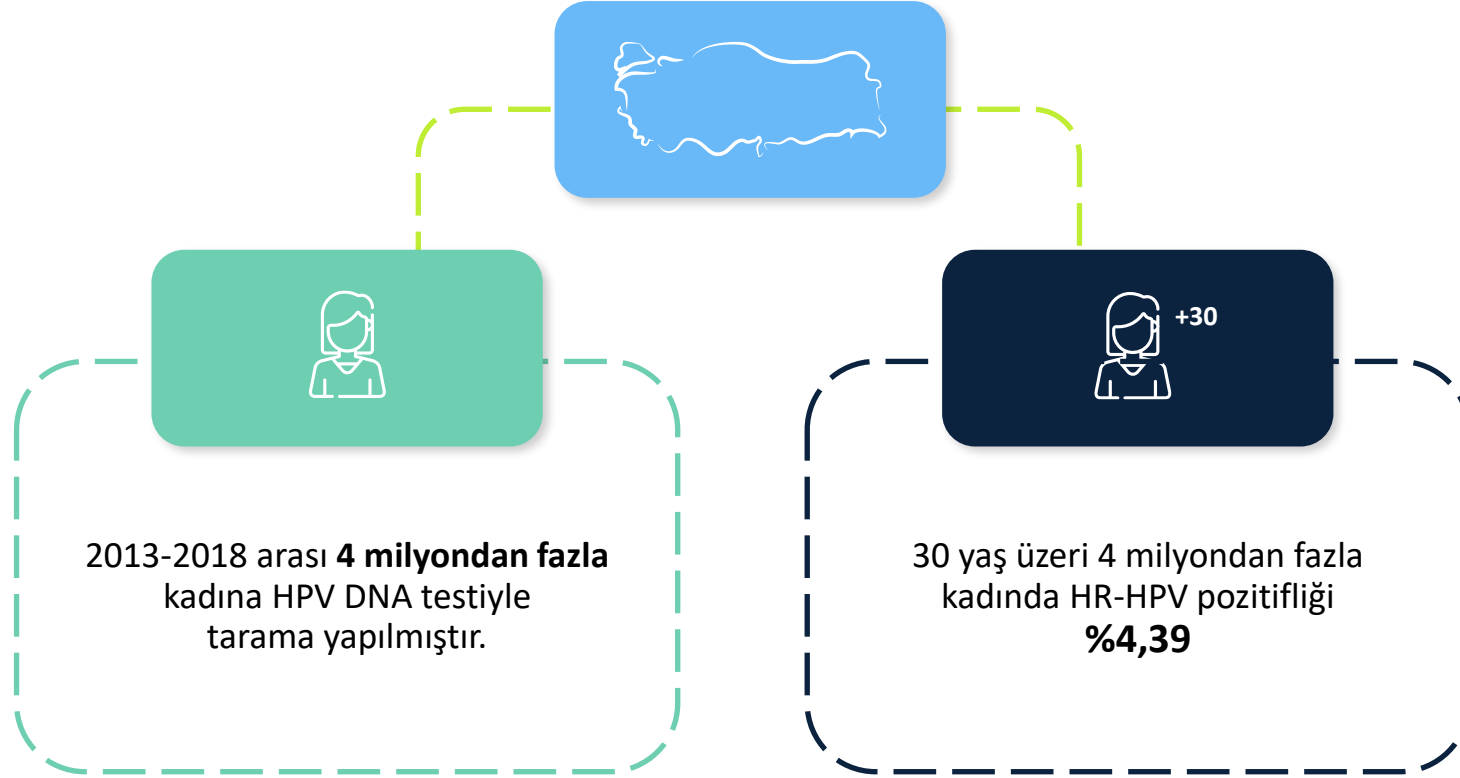 +30
2013-2018 arası 4 milyondan fazla
kadına HPV DNA testiyle
tarama yapılmıştır.
30 yaş üzeri 4 milyondan fazla
kadında HR-HPV pozitifliği
%4,39